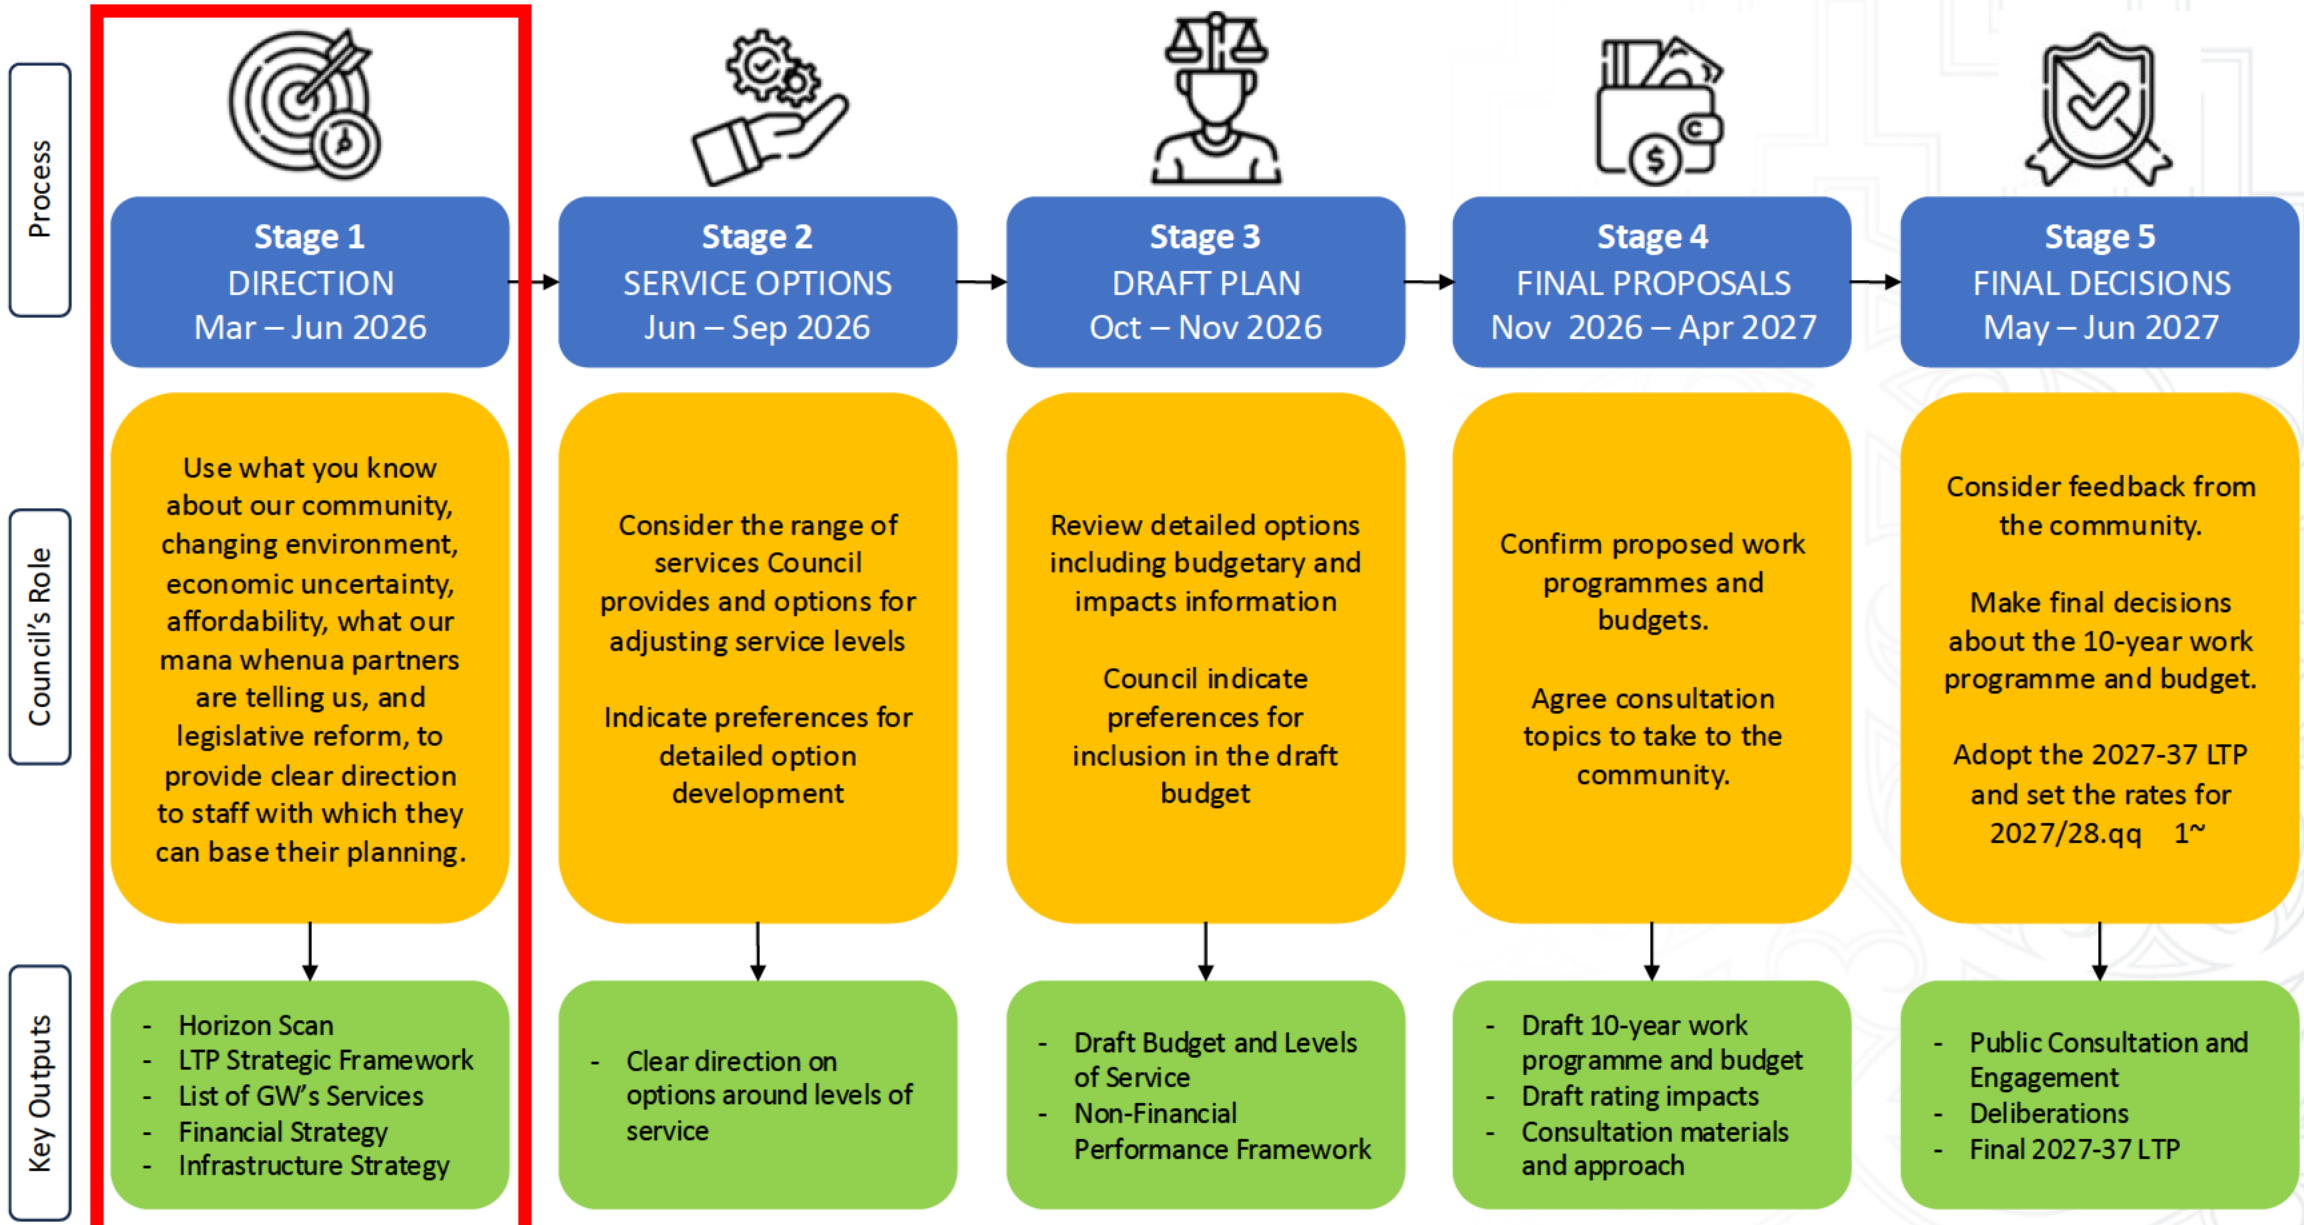 Process
Stage 1
DIRECTION
Mar – Jun 2026
Stage 2
SERVICE OPTIONS
Jun – Sep 2026
Stage 3
DRAFT PLAN
Oct – Nov 2026
Stage 4
FINAL PROPOSALS
Nov 2026 – Apr 2027
Stage 5
FINAL DECISIONS
May – Jun 2027
Council's Role
Use what you know
about our community,
changing environment,
economic uncertainty,
affordability, what our
mana whenua partners
are telling us, and
legislative reform, to
provide clear direction
to staff with which they
can base their planning.
Consider the range of
services Council
provides and options for
adjusting service levels
Indicate preferences for
detailed option
development
Review detailed options
including budgetary and
impacts information
Council indicate
preferences for
inclusion in the draft
budget
Confirm proposed work
programmes and
budgets.
Agree consultation
topics to take to the
community.
Consider feedback from
the community.
Make final decisions
about the 10-year work
programme and budget.
Adopt the 2027-37 LTP
and set the rates for
2027/28.qq 1~
Key Outputs
- Horizon Scan
- LTP Strategic Framework
- List of GW's Services
- Financial Strategy
- Infrastructure Strategy
- Clear direction on
options around levels of
service
- Draft Budget and Levels
of Service
- Non-Financial
Performance Framework
- Draft 10-year work
programme and budget
- Draft rating impacts
- Consultation materials
and approach
- Public Consultation and
Engagement
- Deliberations
- Final 2027-37 LTP